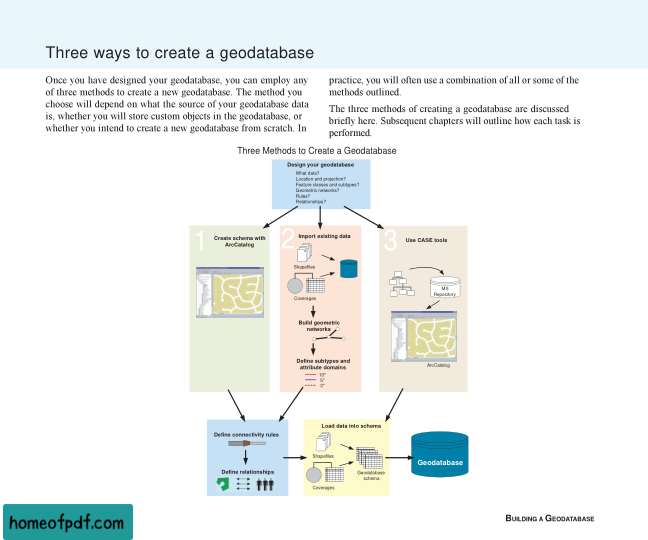 Three ways to create a geodatabase
Once you have designed your geodatabase, you can employ any
of three methods to create a new geodatabase. The method you
choose will depend on what the source of your geodatabase data
is, whether you will store custom objects in the geodatabase, or
whether you intend to create a new geodatabase from scratch. In
practice, you will often use a combination of all or some of the
methods outlined.
The three methods of creating a geodatabase are discussed
briefly here. Subsequent chapters will outline how each task is
performed.
Three Methods to Create a Geodatabase
Design your geodatabase
What data?
Location and projection?
Feature classes and subtypes?
Geometric networks?
Rules?
Relationships?
1
Create schema with
ArcCatalog
2
Import existing data
Shapefiles
Coverages
Build geometric
networks
Define subtypes and
attribute domains
10"
5"
3"
3
Use CASE tools
MS
Repository
ArcCatalog
Define connectivity rules
Define relationships
Load data into schema
Shapefiles
Coverages
Geodatabase
schema
Geodatabase
BUILDING A GEODATABASE
homeofpdf.com